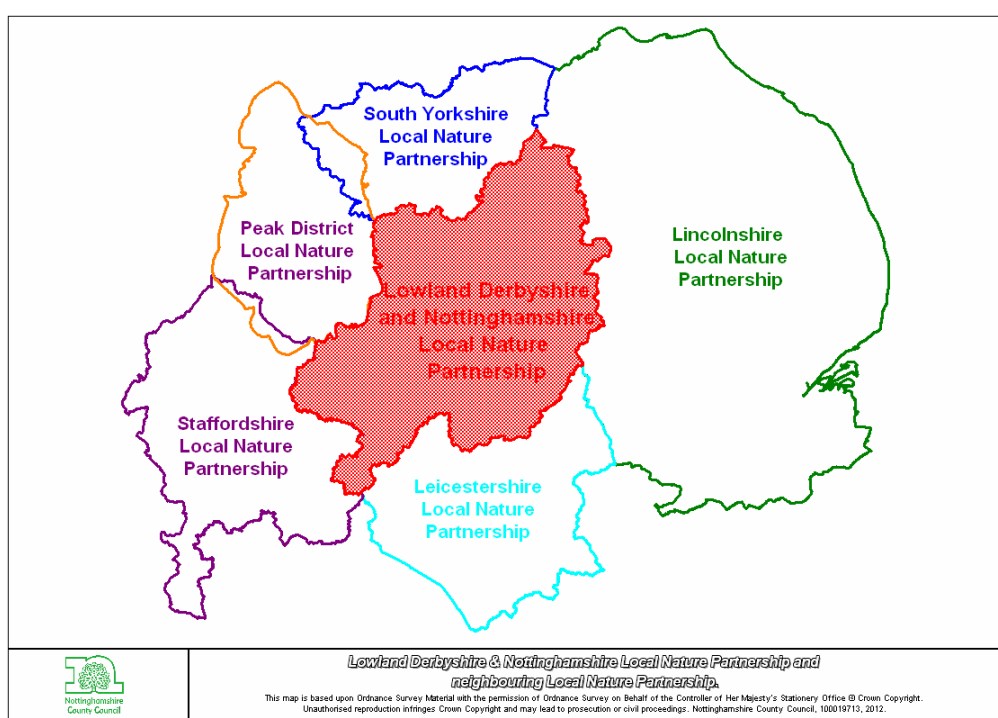 South Yorkshire
Local Nature
Partnership
Peak District
Local Nature
Partnership
Lincolnshire
Local Nature
Partnership
Lowland Derbyshire
and Nottinghamshire
Local Nature
Partnership
Staffordshire
Local Nature
Partnership
Leicestershire
Local Nature
Partnership
Nottinghamshire
County Council
Lowland Derbyshire & Nottinghamshire Local Nature Partnership and
neighbouring Local Nature Partnership.
This map is based upon Ordnance Survey Material with the permission of Ordnance Survey on Behalf of the Controller of Her Majesty's Stationery Office © Crown Copyright.
Unauthorised reproduction infringes Crown Copyright and may lead to prosecution or civil proceedings. Nottinghamshire County Council, 100019713, 2012.